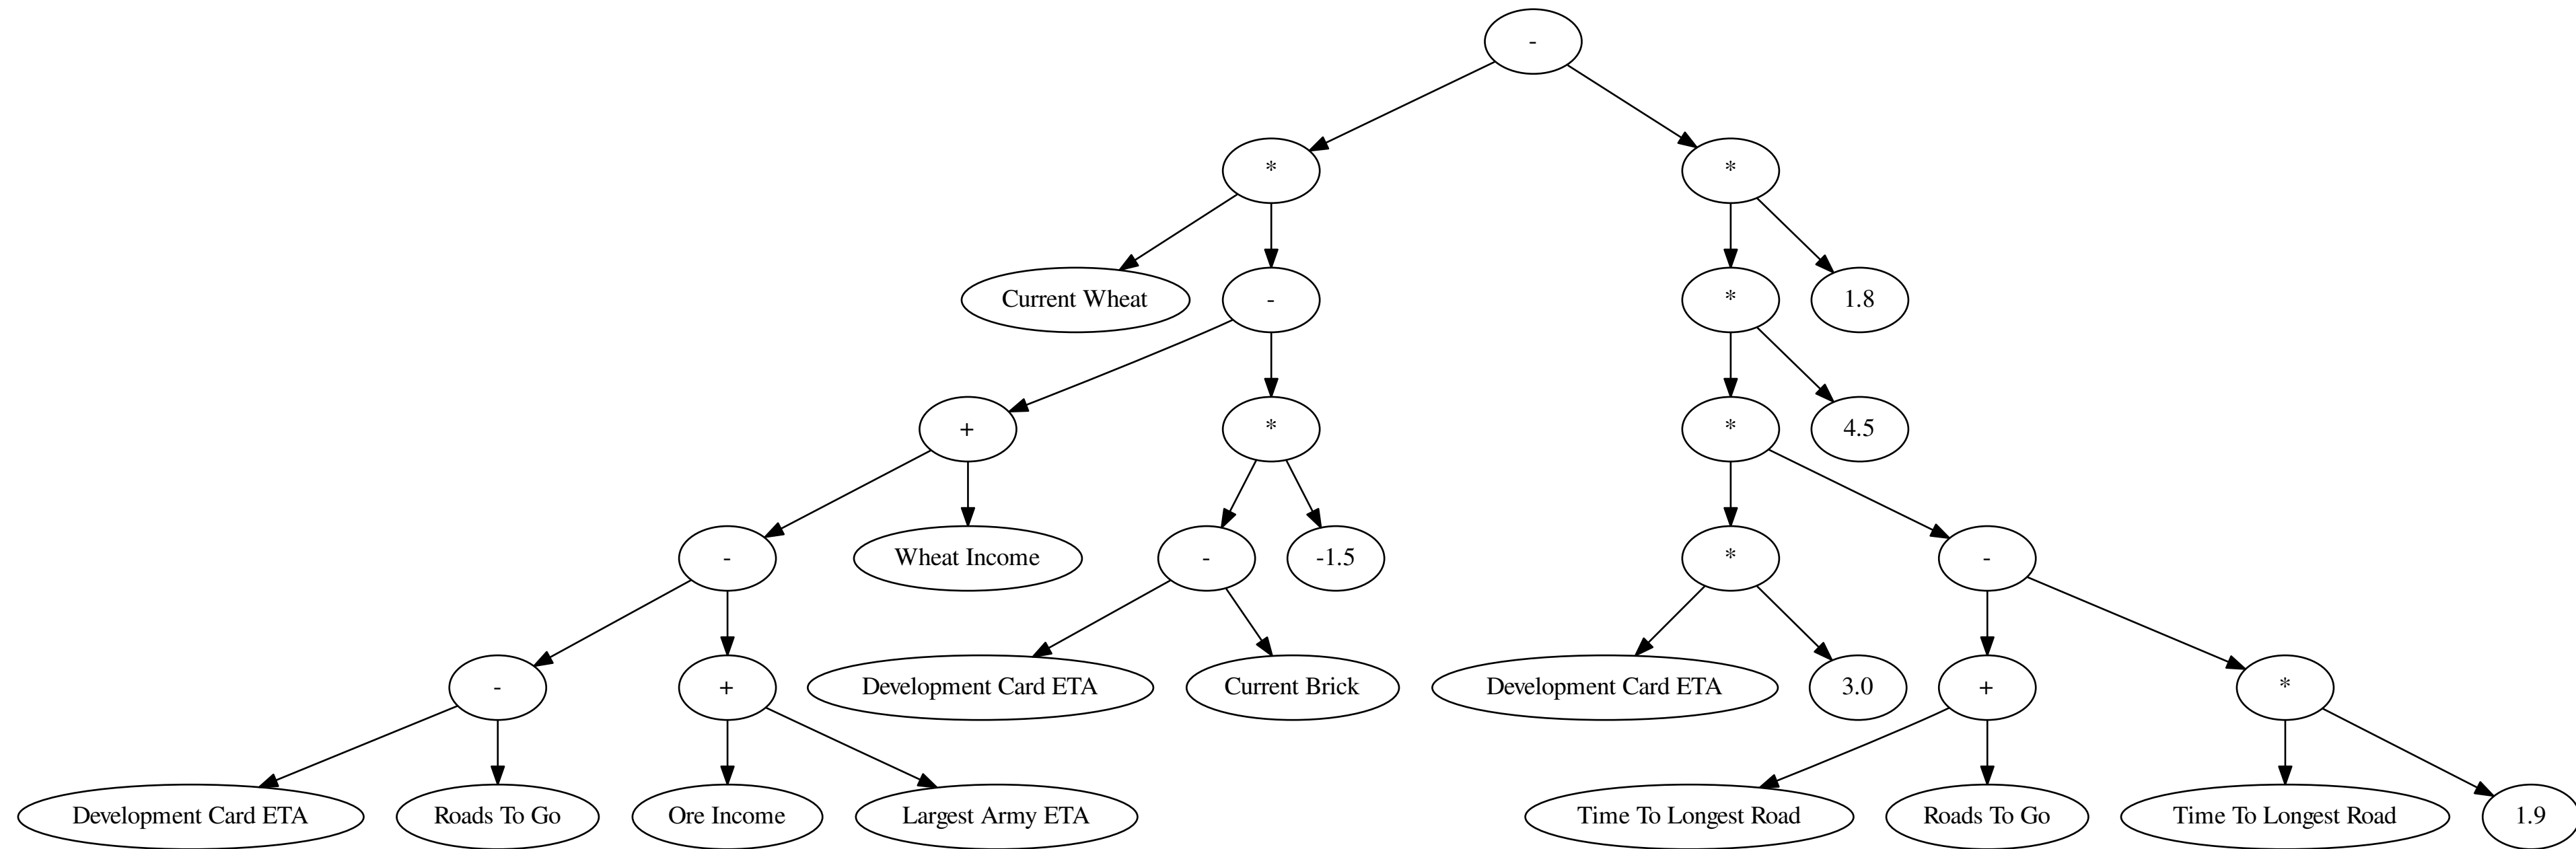 -
*
*
Current Wheat
-
*
1.8
+
*
*
4.5
-
Wheat Income
-
-1.5
*
-
-
+
Development Card ETA
Current Brick
Development Card ETA
3.0
+
*
Development Card ETA
Roads To Go
Ore Income
Largest Army ETA
Time To Longest Road
Roads To Go
Time To Longest Road
1.9